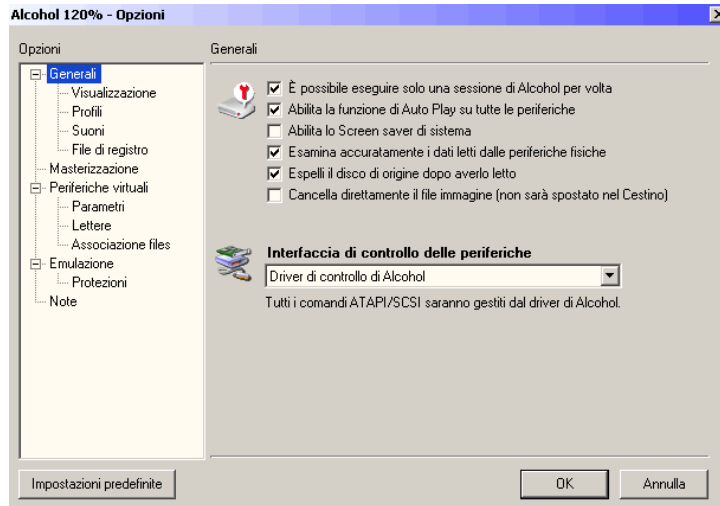 Alcohol 120% - Opzioni
Opzioni
Generali
Visualizzazione
Profili
Suoni
File di registro
Masterizzazione
Periferiche virtuali
Parametri
Lettere
Associazione files
Emulazione
Protezioni
Note
Generali
È possibile eseguire solo una sessione di Alcohol per volta
Abilita la funzione di Auto Play su tutte le periferiche
Abilita lo Screen saver di sistema
Esamina accuratamente i dati letti dalle periferiche fisiche
Espelli il disco di origine dopo averlo letto
Cancella direttamente il file immagine (non sarà spostato nel Cestino)
Interfaccia di controllo delle periferiche
Driver di controllo di Alcohol
Tutti i comandi ATAPI/SCSI saranno gestiti dal driver di Alcohol.
Impostazioni predefinite
OK
Annulla